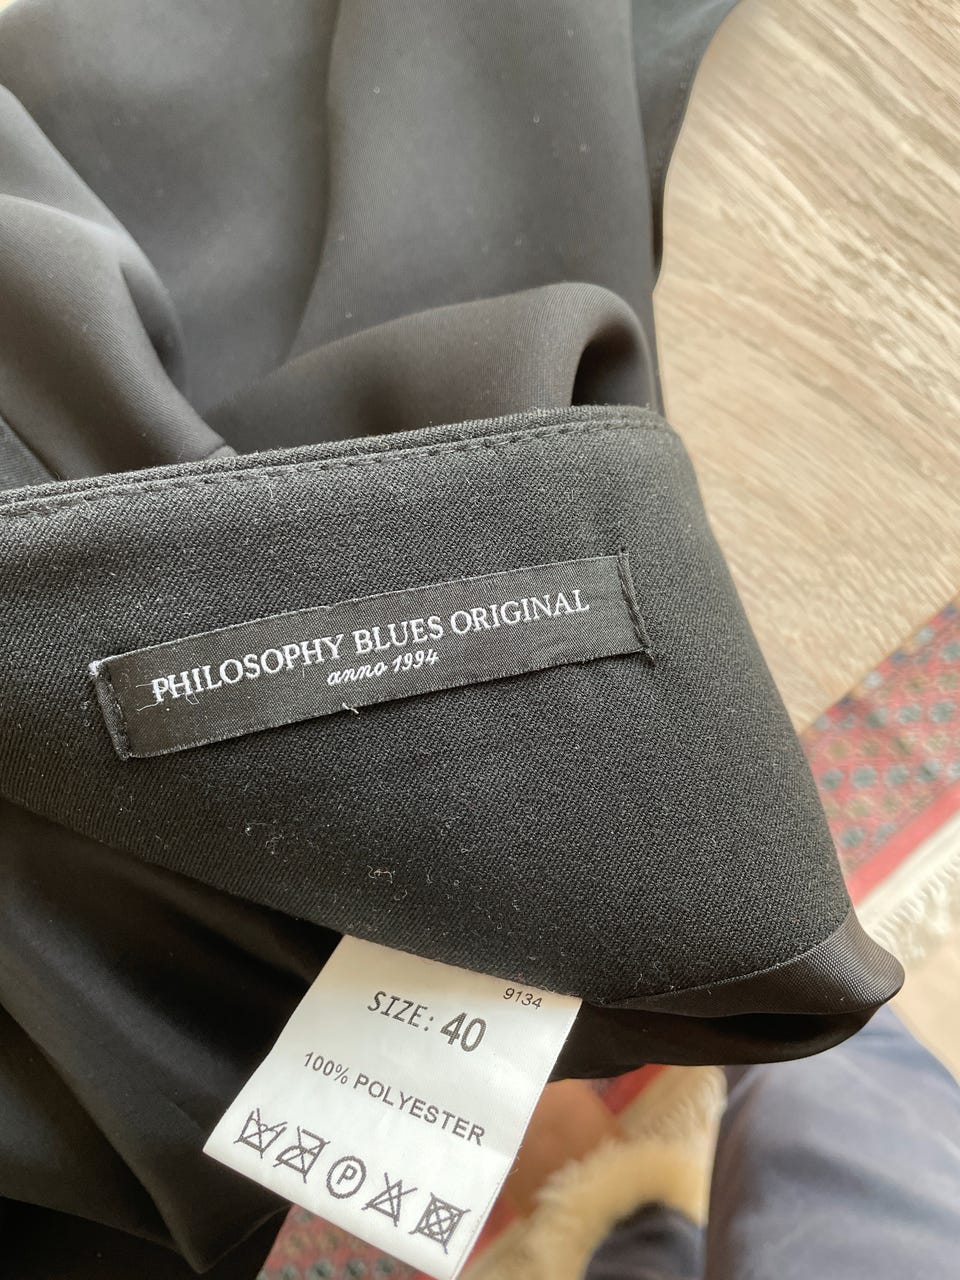 PHILOSOPHY BLUES ORIGINAL
anno 1994
9134
SIZE: 40
100% POLYESTER
P